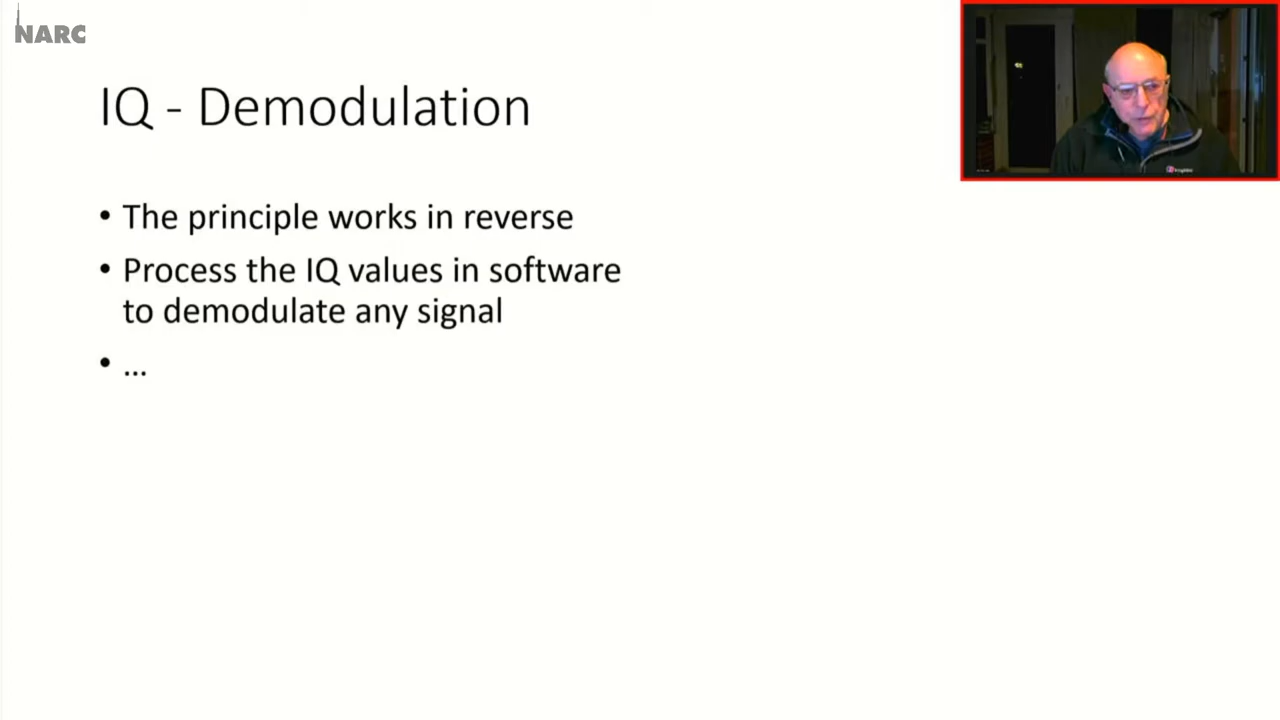 NARC
IQ - Demodulation
• The principle works in reverse
• Process the IQ values in software
to demodulate any signal
• ...